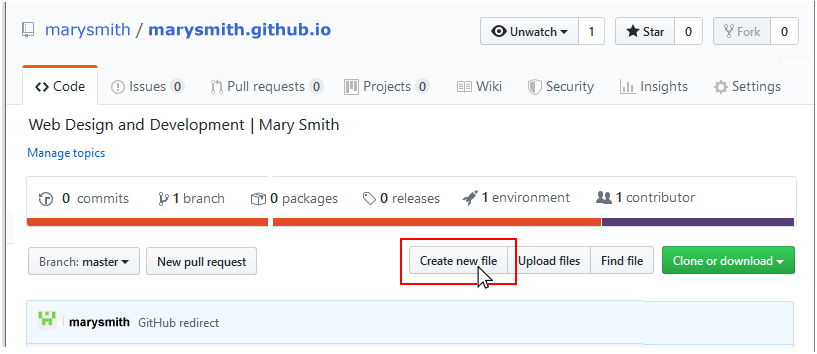 marysmith / marysmith.github.io Unwatch 1 Star 0 Fork 0
Code Issues 0 Pull requests 0 Projects 0 Wiki Security Insights Settings
Web Design and Development | Mary Smith
Manage topics
0 commits 1 branch 0 packages 0 releases 1 environment 1 contributor
Branch: master New pull request Create new file Upload files Find file Clone or download
marysmith GitHub redirect